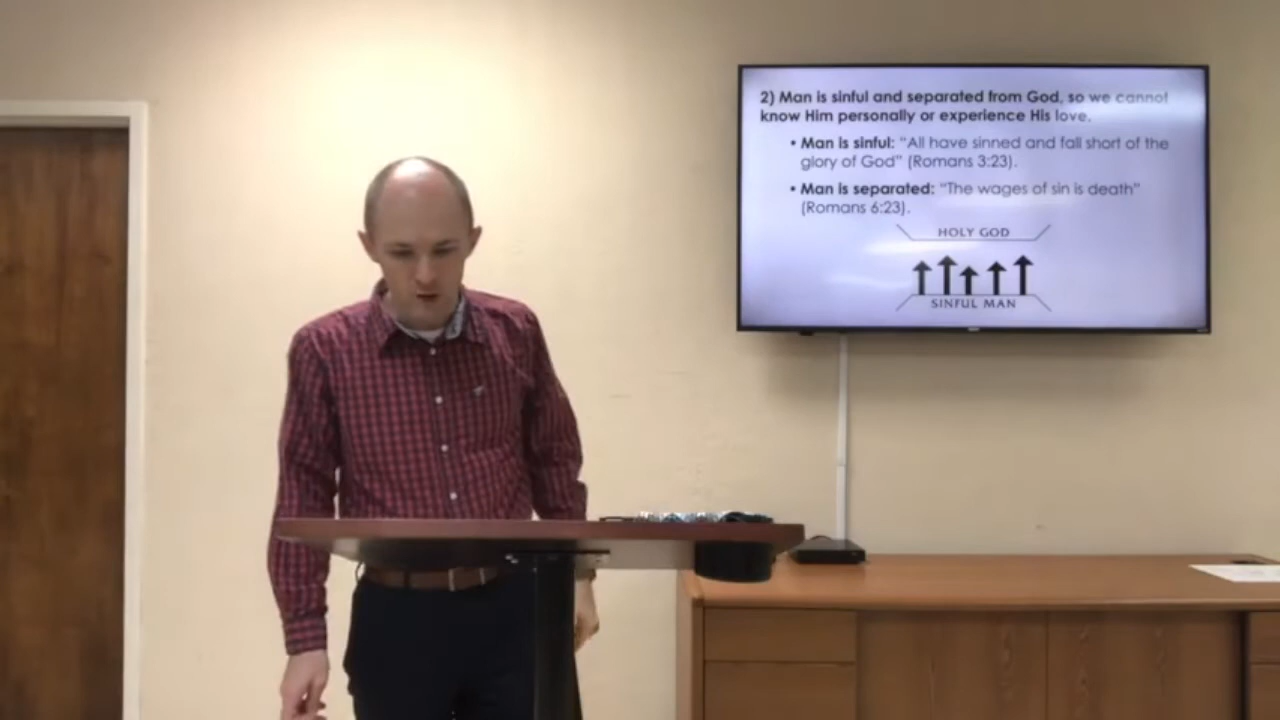 2) Man is sinful and separated from God, so we cannot
know Him personally or experience His love.
• Man is sinful: “All have sinned and fall short of the
glory of God” (Romans 3:23).
• Man is separated: “The wages of sin is death”
(Romans 6:23).
HOLY GOD
SINFUL MAN